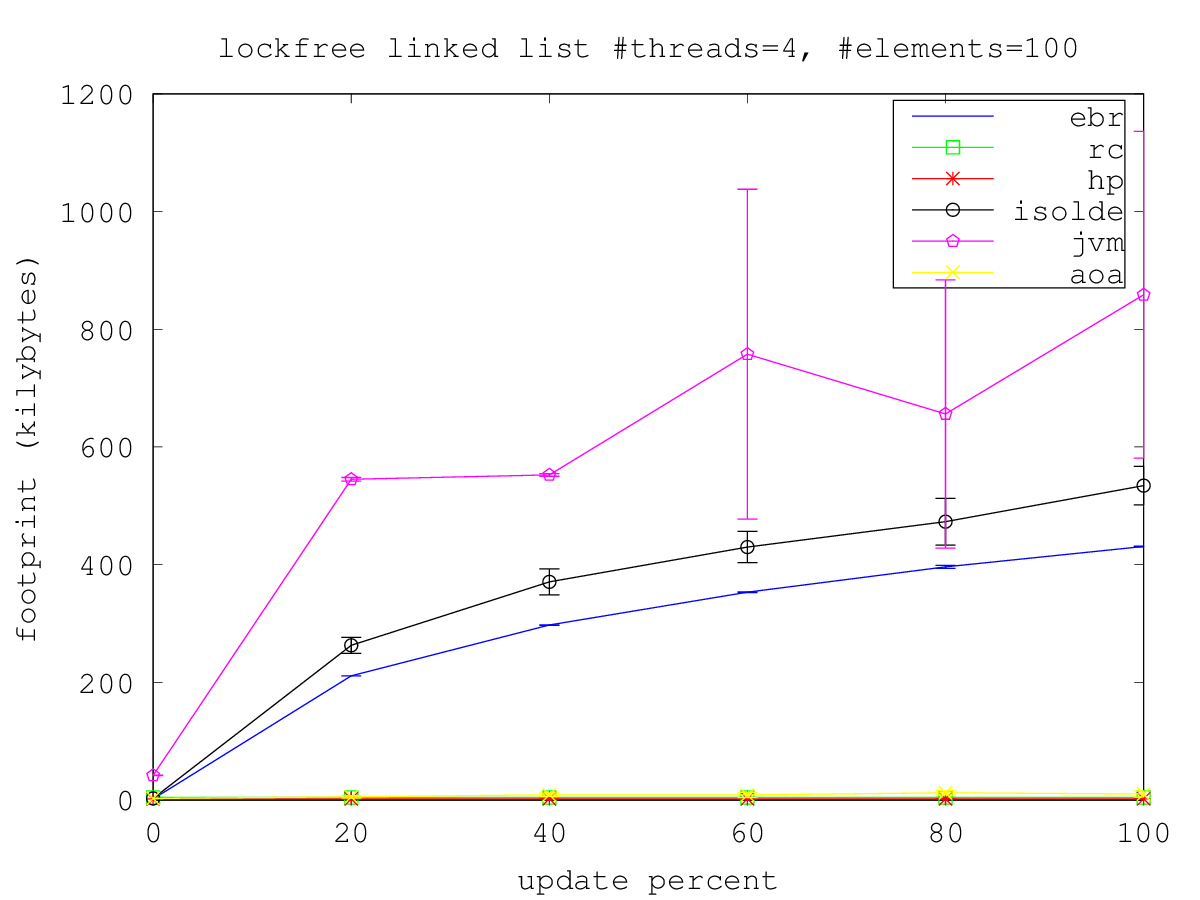 lockfree linked list #threads=4, #elements=100
1200
1000
800
600
400
200
0
footprint (kilybytes)
ebr
rc
hp
isolde
jvm
aoa
0 20 40 60 80 100
update percent